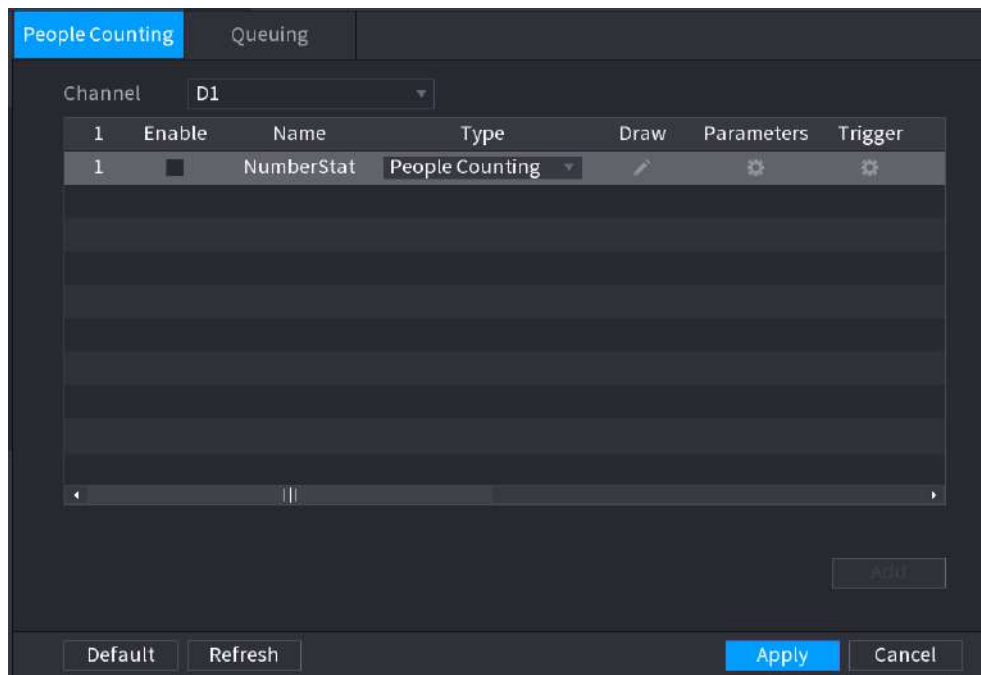 People Counting Queuing
Channel D1
1 Enable Name Type Draw Parameters Trigger
1 NumberStat People Counting
Add
Default Refresh Apply Cancel